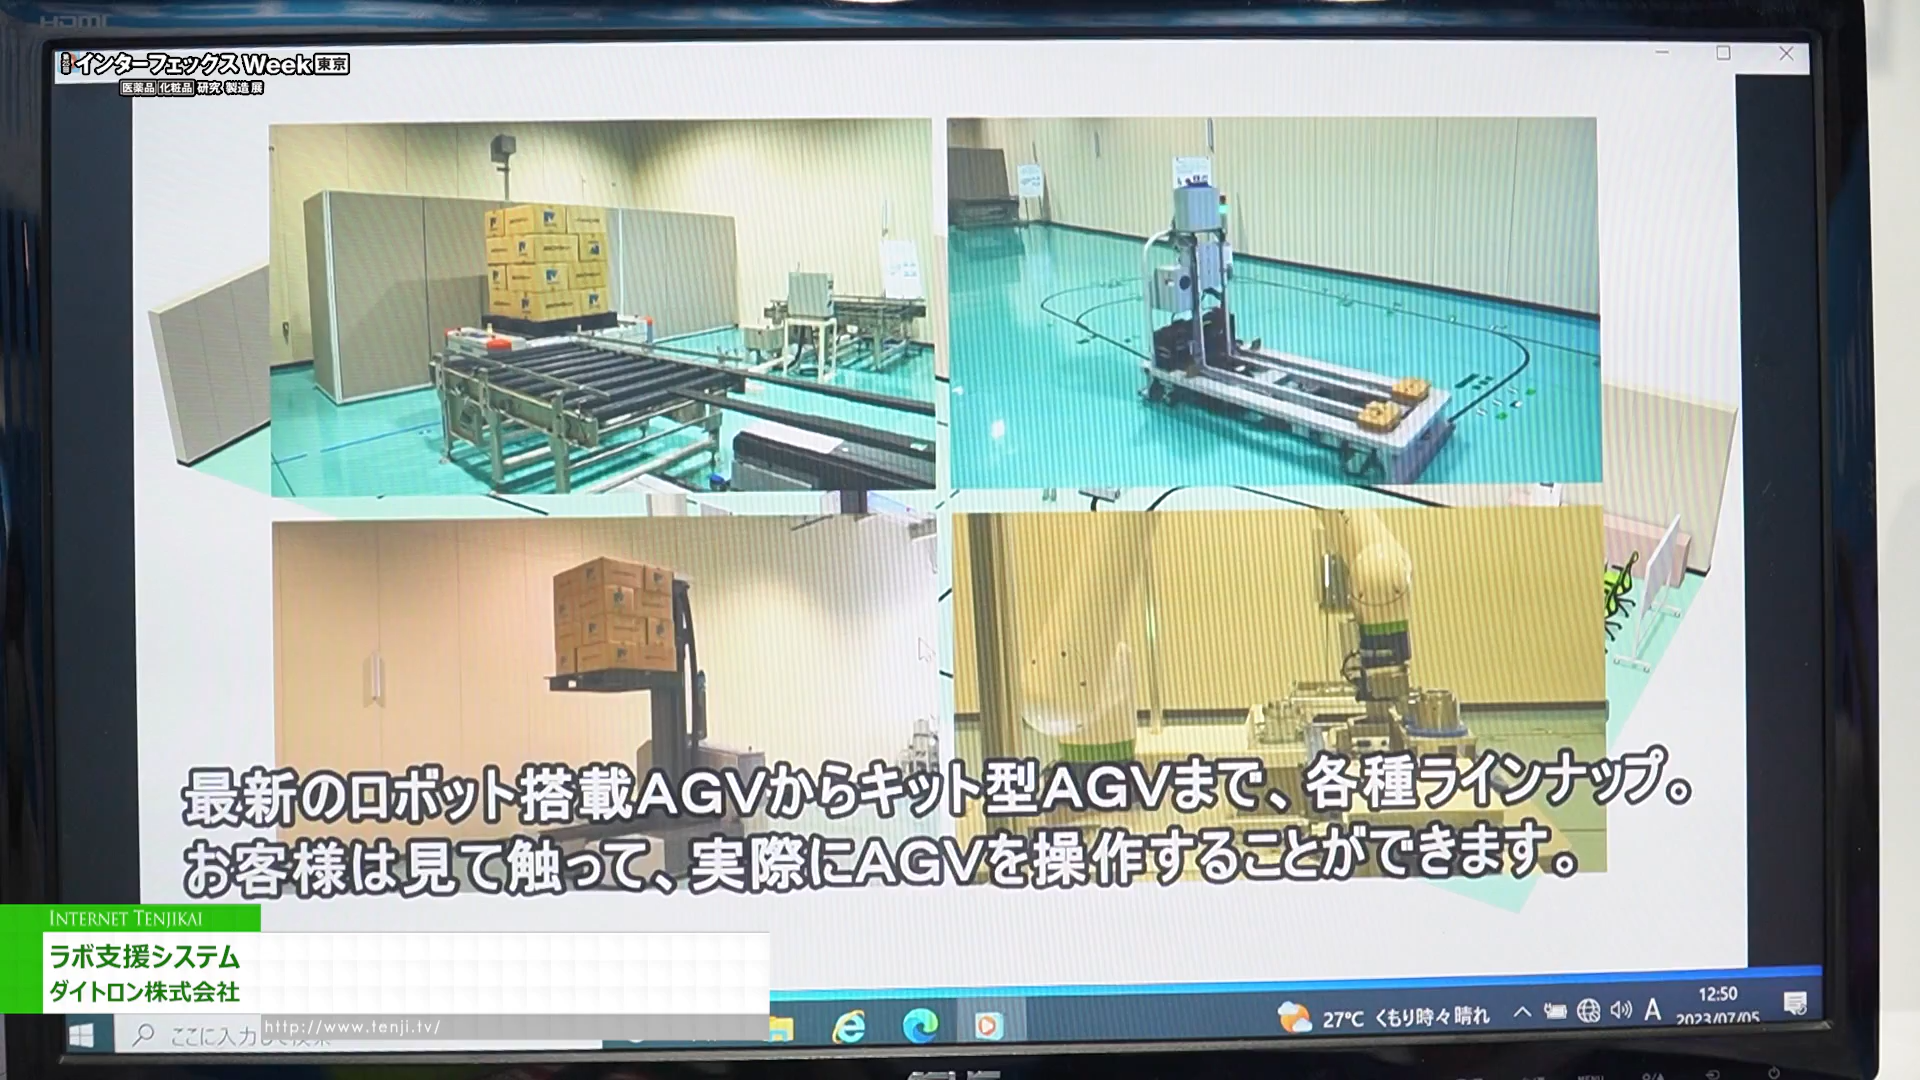 インターフェックス Week 東京
医薬品 化粧品 研究 製造 展
最新のロボット搭載AGVからキット型AGVまで、各種ラインナップ。
お客様は見て触って、実際にAGVを操作することができます。
INTERNET TENJIKAI
ラボ支援システム
ダイトロン株式会社
http://www.tenji.tv/
ここに入力して検索
27°C くもり時々晴れ
A
12:50
2023/07/05